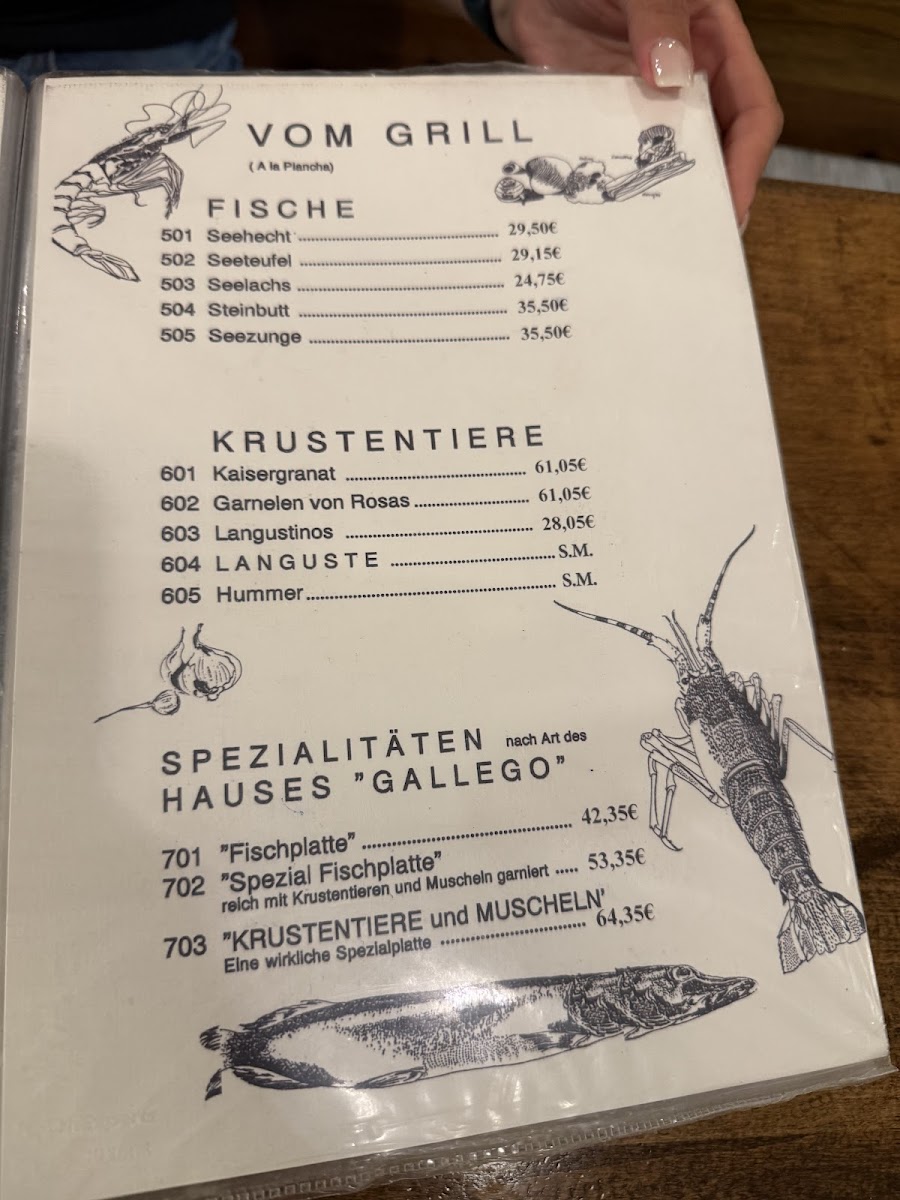 VOM GRILL
( A la Plancha)
FISCHE
501 Seehecht ........................................ 29,50€
502 Seeteufel ........................................ 29,15€
503 Seelachs ........................................ 24,75€
504 Steinbutt ........................................ 35,50€
505 Seezunge ........................................ 35,50€
KRUSTENTIERE
601 Kaisergranat .................................... 61,05€
602 Garnelen von Rosas ....................... 61,05€
603 Langustinos ..................................... 28,05€
604 LANGUSTE ................................. S.M.
605 Hummer .................................................. S.M.
SPEZIALITÄTEN nach Art des
HAUSES "GALLEGO"
701 "Fischplatte" .......................................... 42,35€
702 "Spezial Fischplatte"
reich mit Krustentieren und Muscheln garniert ..... 53,35€
703 "KRUSTENTIERE und MUSCHELN'
Eine wirkliche Spezialplatte ............................. 64,35€